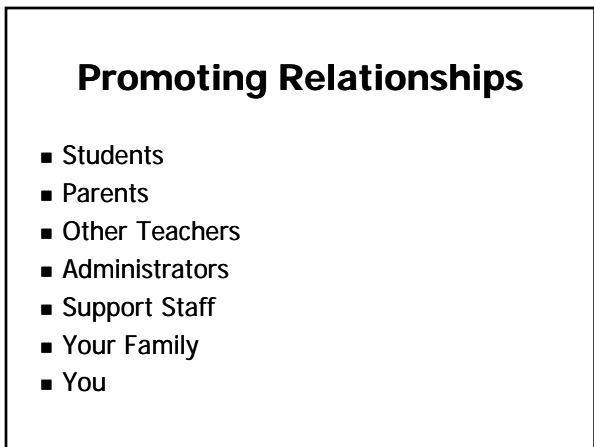 Promoting Relationships
■ Students
■ Parents
■ Other Teachers
■ Administrators
■ Support Staff
■ Your Family
■ You